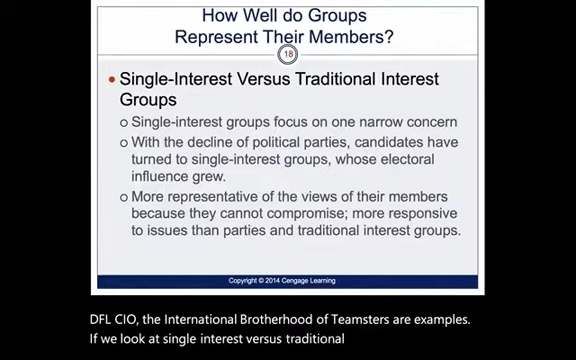 How Well do Groups
Represent Their Members?
18
Single-Interest Versus Traditional Interest
Groups
Single-interest groups focus on one narrow concern
With the decline of political parties, candidates have
turned to single-interest groups, whose electoral
influence grew.
More representative of the views of their members
because they cannot compromise; more responsive
to issues than parties and traditional interest groups.
Copyright © 2014 Cengage Learning
DFL CIO, the International Brotherhood of Teamsters are examples.
If we look at single interest versus traditional